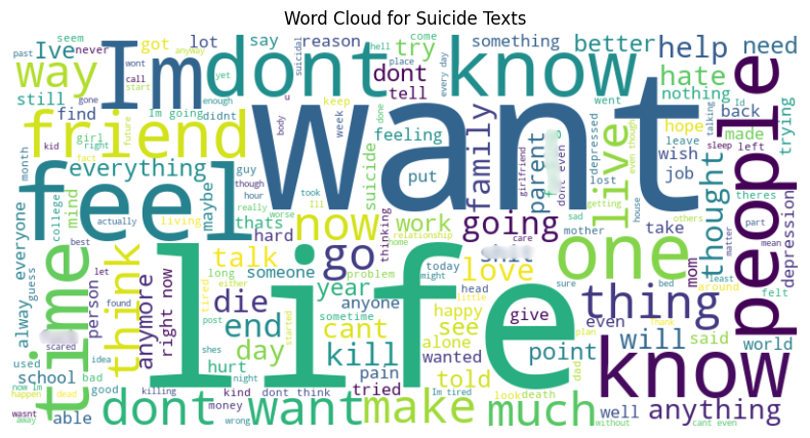 Word Cloud for Suicide Texts
seem never got lot say reason something better help need
past anyway Im dont know come
Ive wont call yet hell suicidal place try every day went hate nothing Id
way start gone enough dont tell u done talking back made trying
still Im going didnt keep body week want leave sleep left
find friend girl right future feeling family girlfriend dont even parent depressed live even though hope wish job people
kid fact everything guy suicide put lost getting theres
month feel maybe though hour took sad house thought others part depression
everyone college mind actually living thats really worse Ill now work going mother one take matter mean
best hard thinking home relationship care mom least
alway guess time think let talk go problem today love sure bed around felt
person anymore found right now tired long either someone year might head little thing
scared die sometime anyone happy see give even will said world
used idea post started end cant alone plan thank
school bad day kill pain wanted told point know
now Im hurt shes night tried dad
happen dead killing kind dont think Im tired look death well anything
able good dont want money make much without cant even
wasnt away wrong life